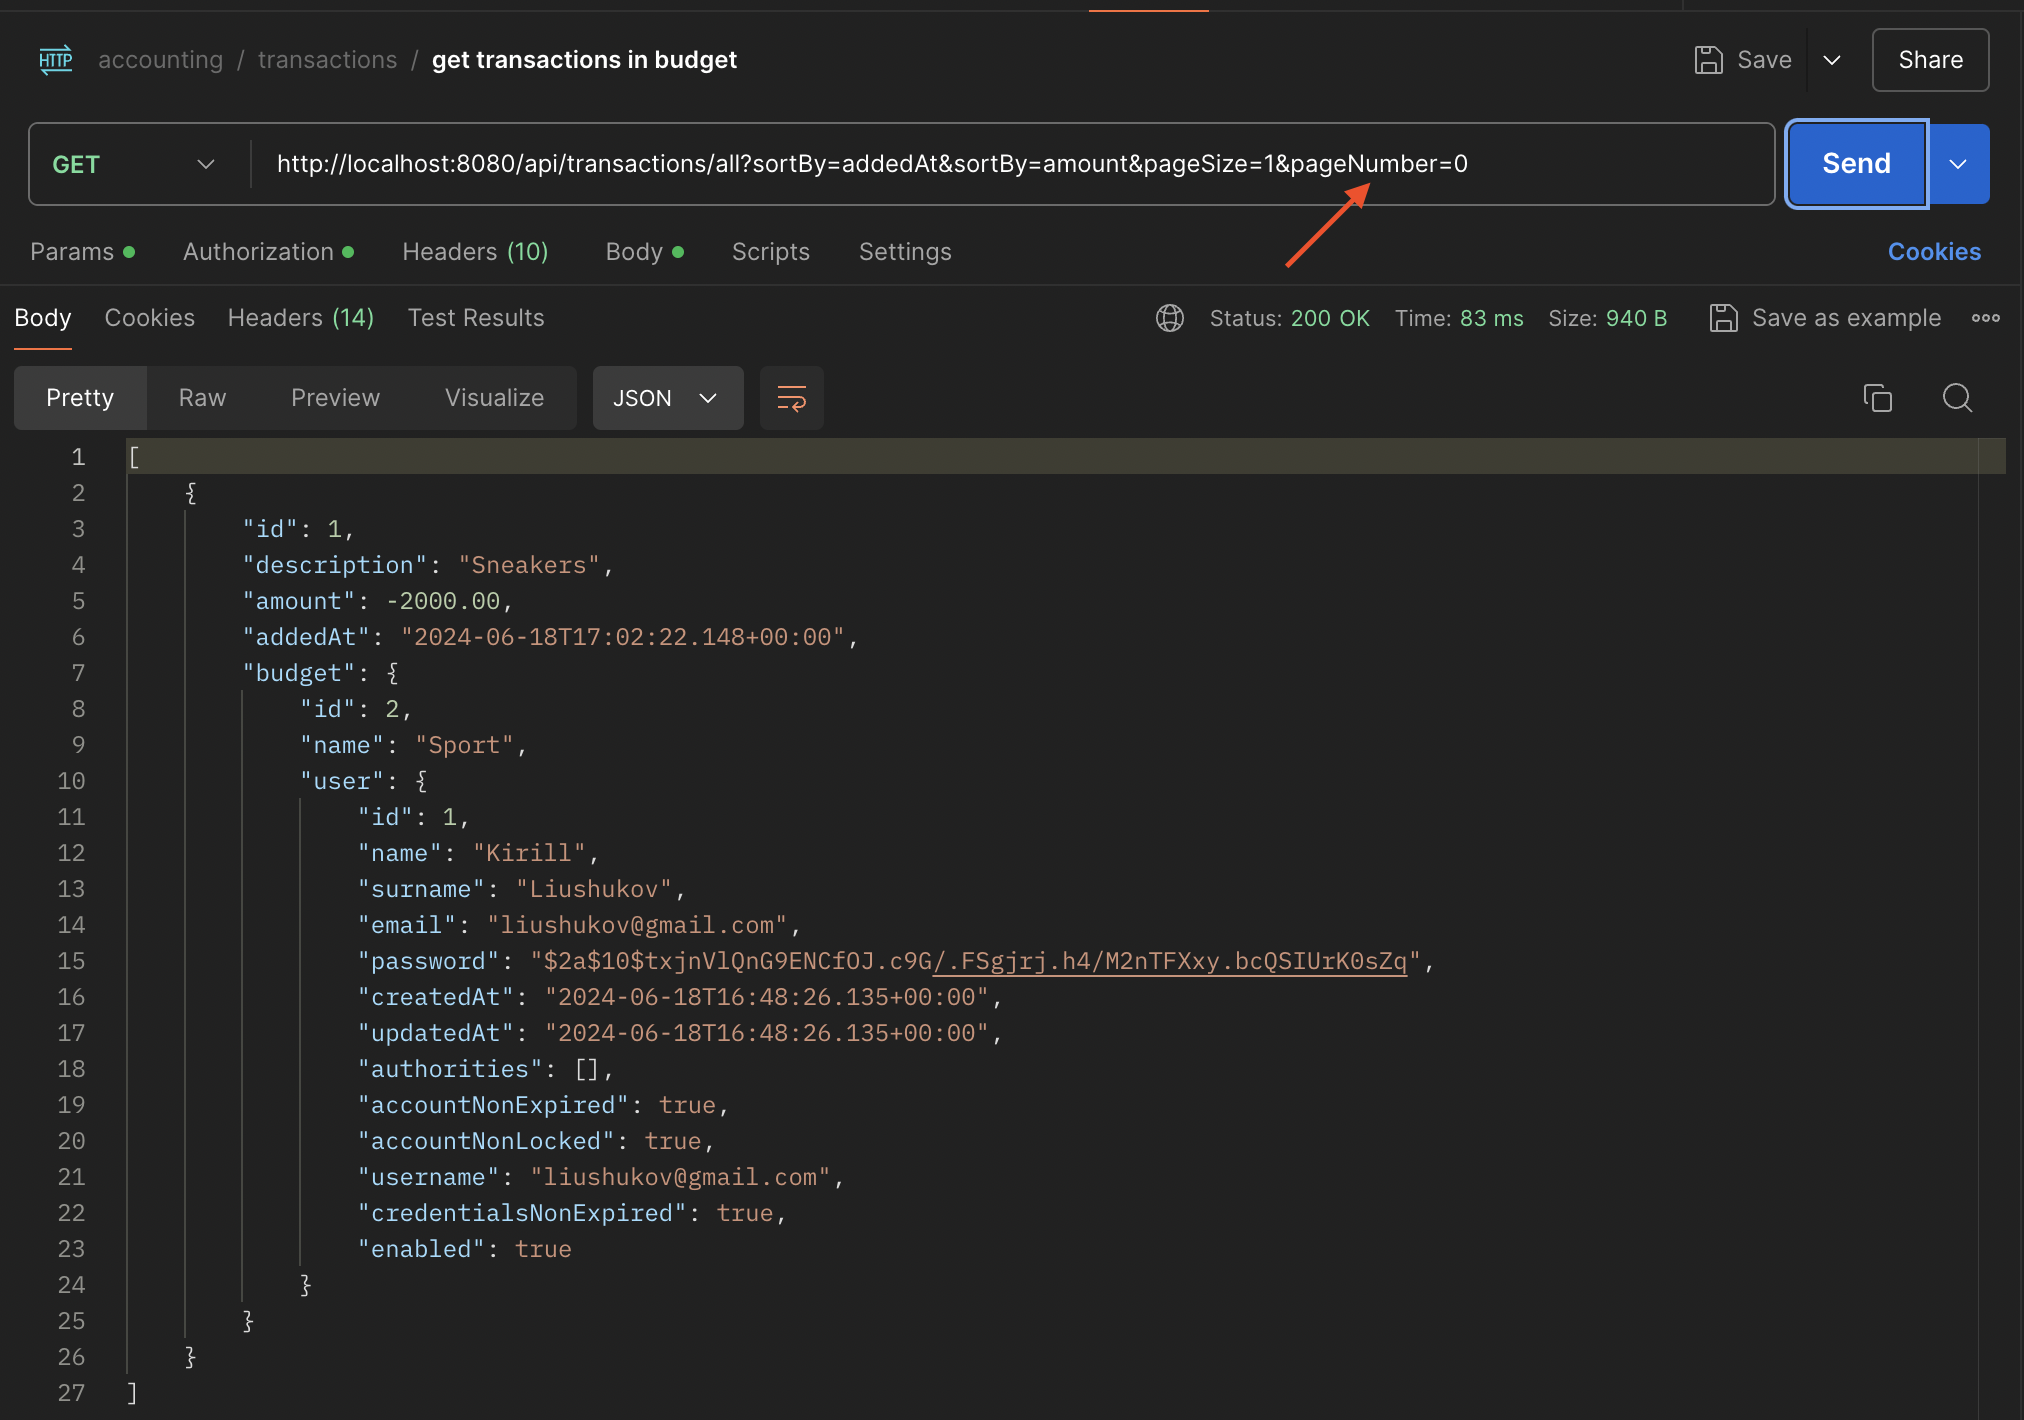 HTTP accounting / transactions / get transactions in budget Save Share
GET http://localhost:8080/api/transactions/all?sortBy=addedAt&sortBy=amount&pageSize=1&pageNumber=0 Send
Params Authorization Headers (10) Body Scripts Settings Cookies
Body Cookies Headers (14) Test Results Status: 200 OK Time: 83 ms Size: 940 B Save as example
Pretty Raw Preview Visualize JSON
1 [
2 {
3 "id": 1,
4 "description": "Sneakers",
5 "amount": -2000.00,
6 "addedAt": "2024-06-18T17:02:22.148+00:00",
7 "budget": {
8 "id": 2,
9 "name": "Sport",
10 "user": {
11 "id": 1,
12 "name": "Kirill",
13 "surname": "Liushukov",
14 "email": "liushukov@gmail.com",
15 "password": "$2a$10$txjnVlQnG9ENCfOJ.c9G/.FSgjrj.h4/M2nTFXxy.bcQSIUrK0sZq",
16 "createdAt": "2024-06-18T16:48:26.135+00:00",
17 "updatedAt": "2024-06-18T16:48:26.135+00:00",
18 "authorities": [],
19 "accountNonExpired": true,
20 "accountNonLocked": true,
21 "username": "liushukov@gmail.com",
22 "credentialsNonExpired": true,
23 "enabled": true
24 }
25 }
26 }
27 ]